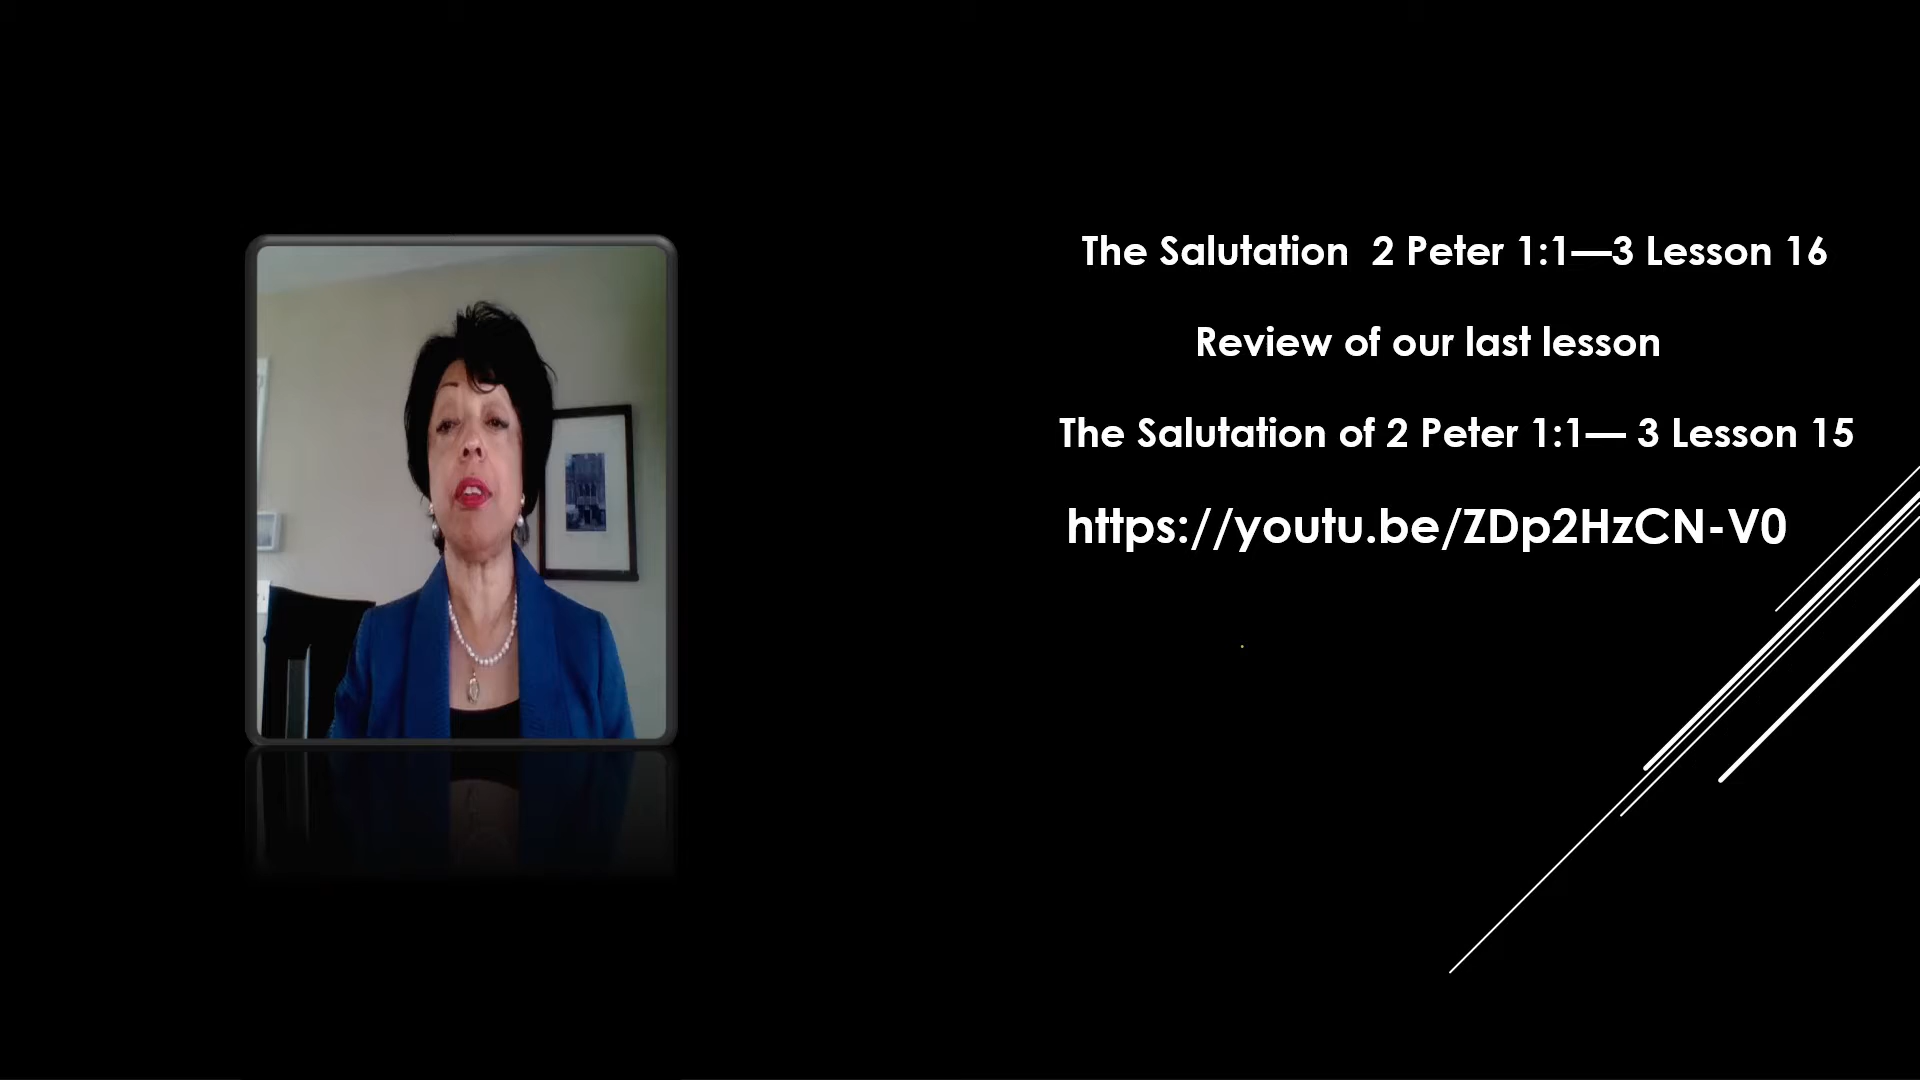 The Salutation  2 Peter 1:1—3 Lesson 16
Review of our last lesson
The Salutation of 2 Peter 1:1— 3 Lesson 15
https://youtu.be/ZDp2HzCN-V0